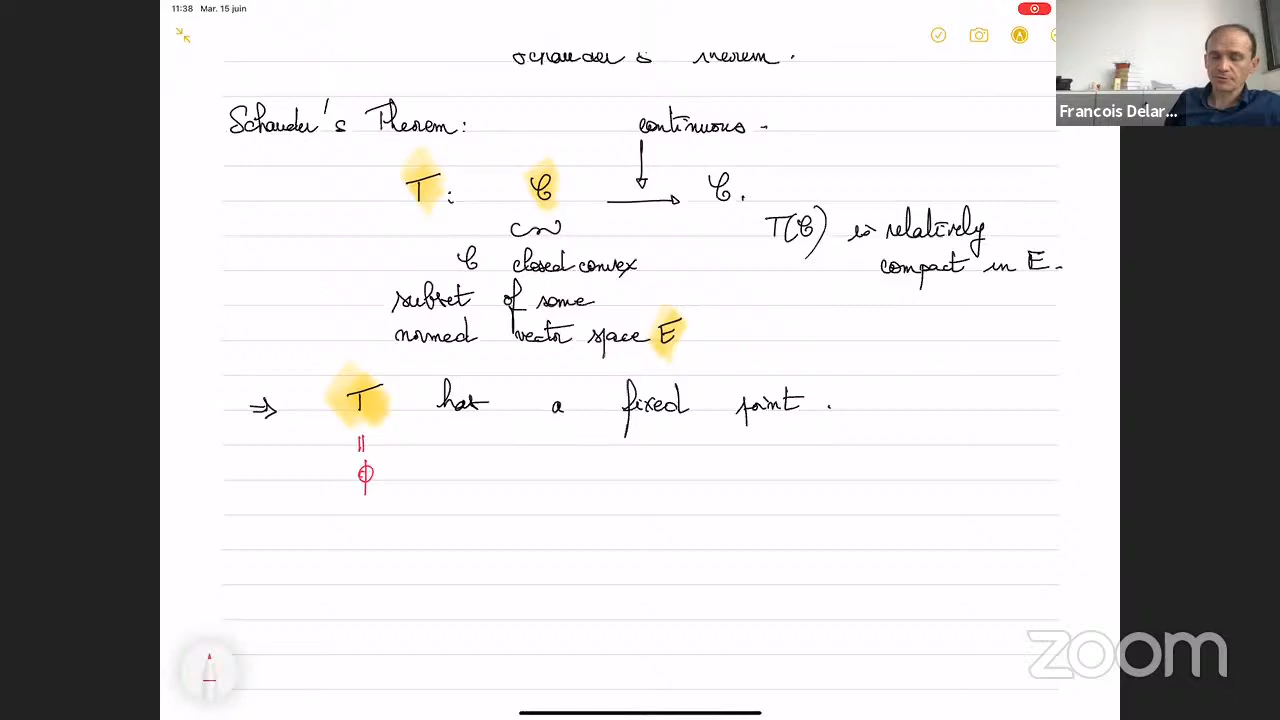 11:38 Mar. 15 juin
Schauder's Theorem.
Francois Delar...
Schauder's Theorem:
continuous.
T: C → C.
T(C) is relatively
compact in E.
C closed convex
subset of some
normed vector space E
⇒ T has a fixed point.
=
ϕ
zoom